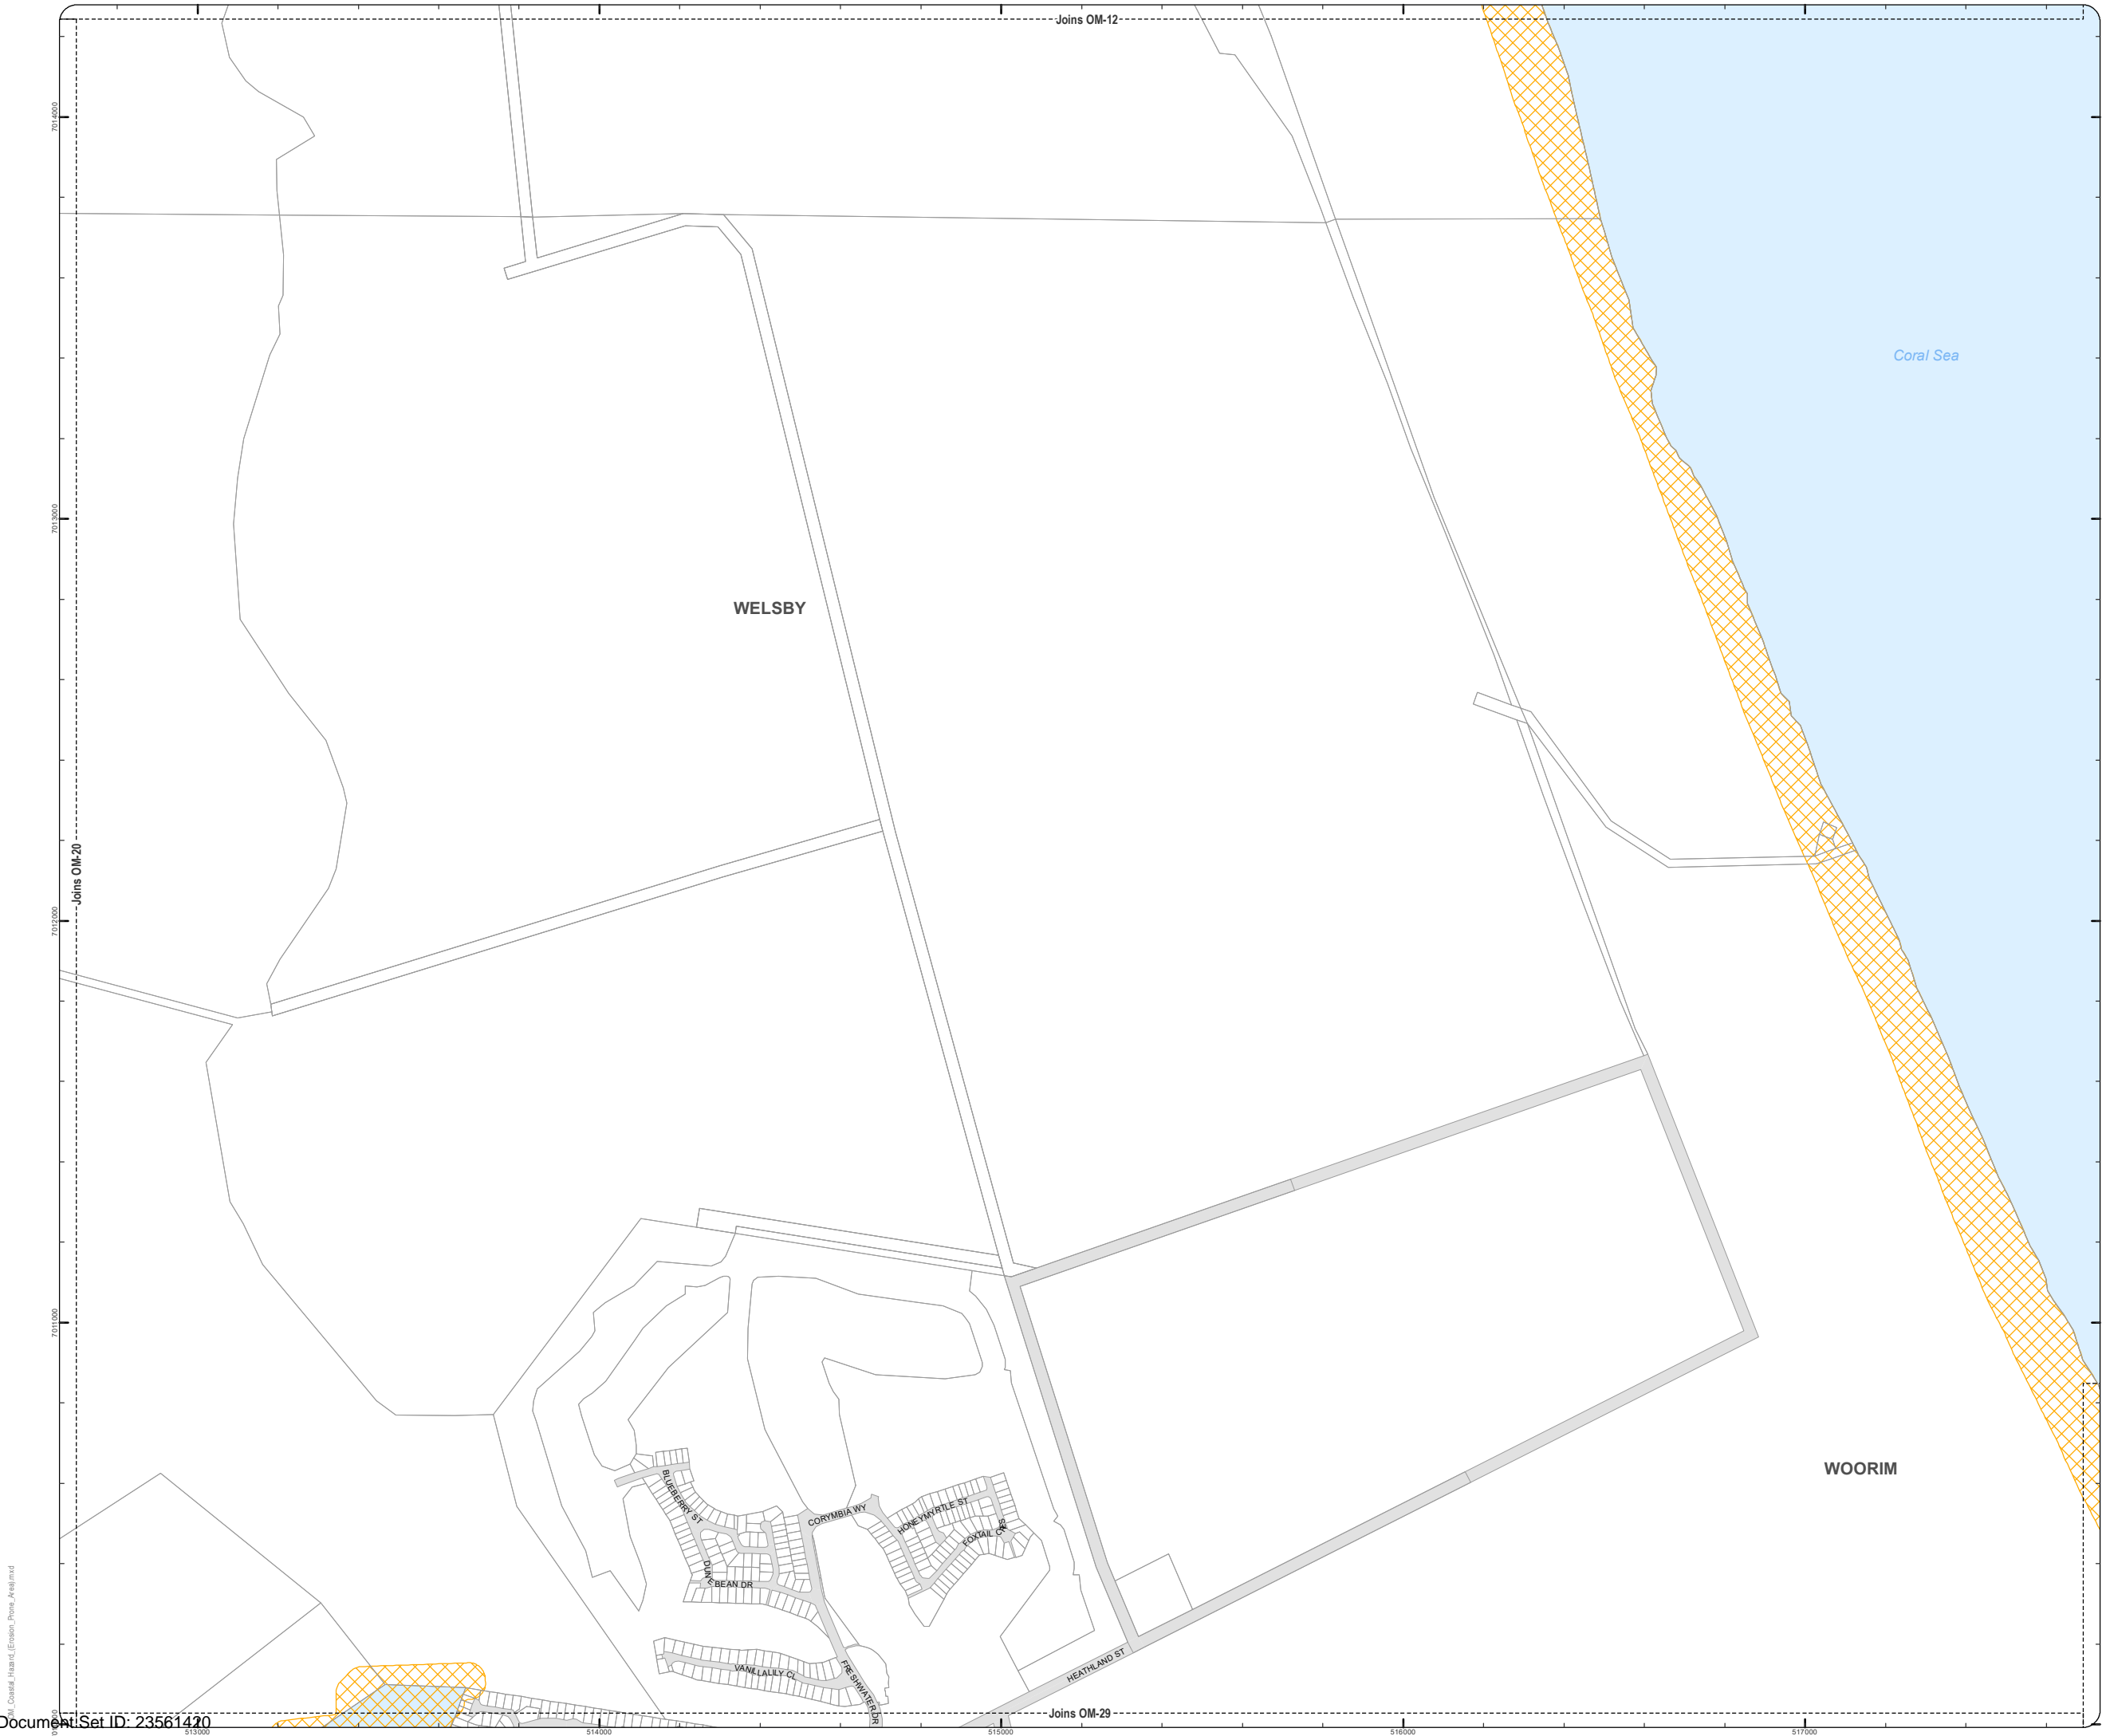 Joins OM-12
7014000
Coral Sea
7013000
WELSBY
Joins OM-20
7012000
7011000
WOORIM
BLUEBERRY ST
CORYMBIA WY
HONEYMYRTLE ST
FOXTAIL CRES
DUNE BEAN DR
VANILLALILY CL
FRESHWATER DR
HEATHLAND ST
Joins OM-29
Document Set ID: 23561420
513000
514000
515000
516000
517000